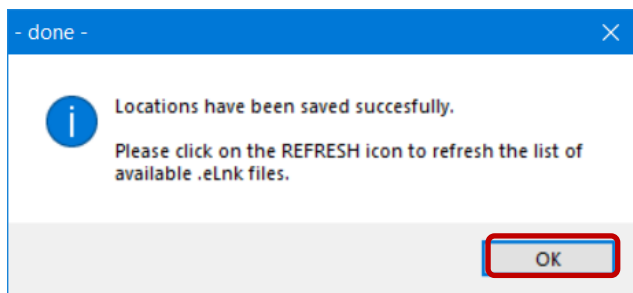 - done -
Locations have been saved succesfully.
Please click on the REFRESH icon to refresh the list of
available .eLnk files.
OK